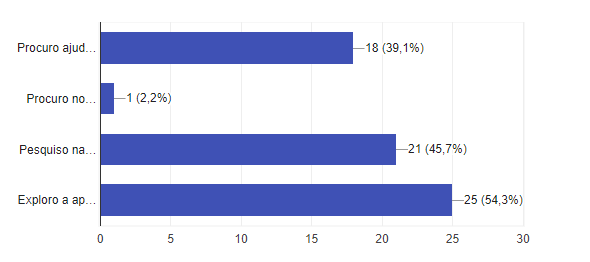 Procuro ajud... 18 (39,1%)
Procuro no... 1 (2,2%)
Pesquiso na... 21 (45,7%)
Exploro a ap... 25 (54,3%)
0 5 10 15 20 25 30